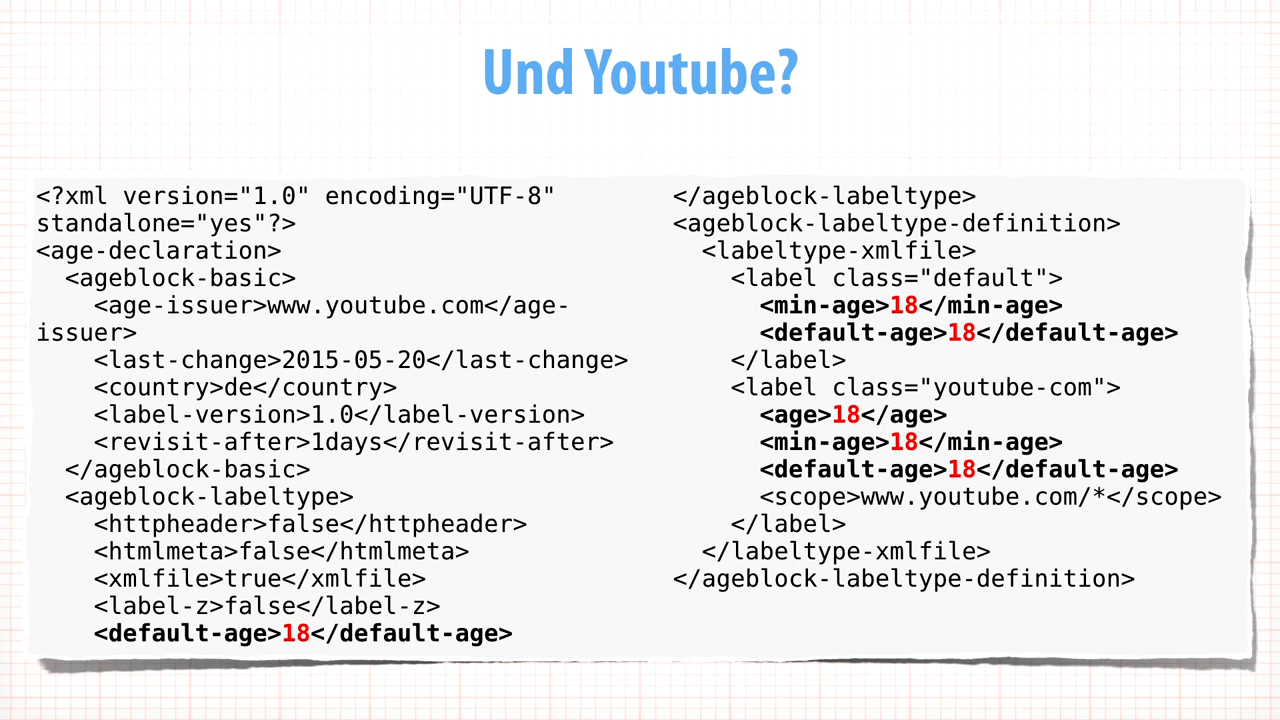 Und Youtube?
<?xml version="1.0" encoding="UTF-8"
standalone="yes"?>
<age-declaration>
  <ageblock-basic>
    <age-issuer>www.youtube.com</age-
issuer>
    <last-change>2015-05-20</last-change>
    <country>de</country>
    <label-version>1.0</label-version>
    <revisit-after>1days</revisit-after>
  </ageblock-basic>
  <ageblock-labeltype>
    <httpheader>false</httpheader>
    <htmlmeta>false</htmlmeta>
    <xmlfile>true</xmlfile>
    <label-z>false</label-z>
    <default-age>18</default-age>
</ageblock-labeltype>
<ageblock-labeltype-definition>
  <labeltype-xmlfile>
    <label class="default">
      <min-age>18</min-age>
      <default-age>18</default-age>
    </label>
    <label class="youtube-com">
      <age>18</age>
      <min-age>18</min-age>
      <default-age>18</default-age>
      <scope>www.youtube.com/*</scope>
    </label>
  </labeltype-xmlfile>
</ageblock-labeltype-definition>